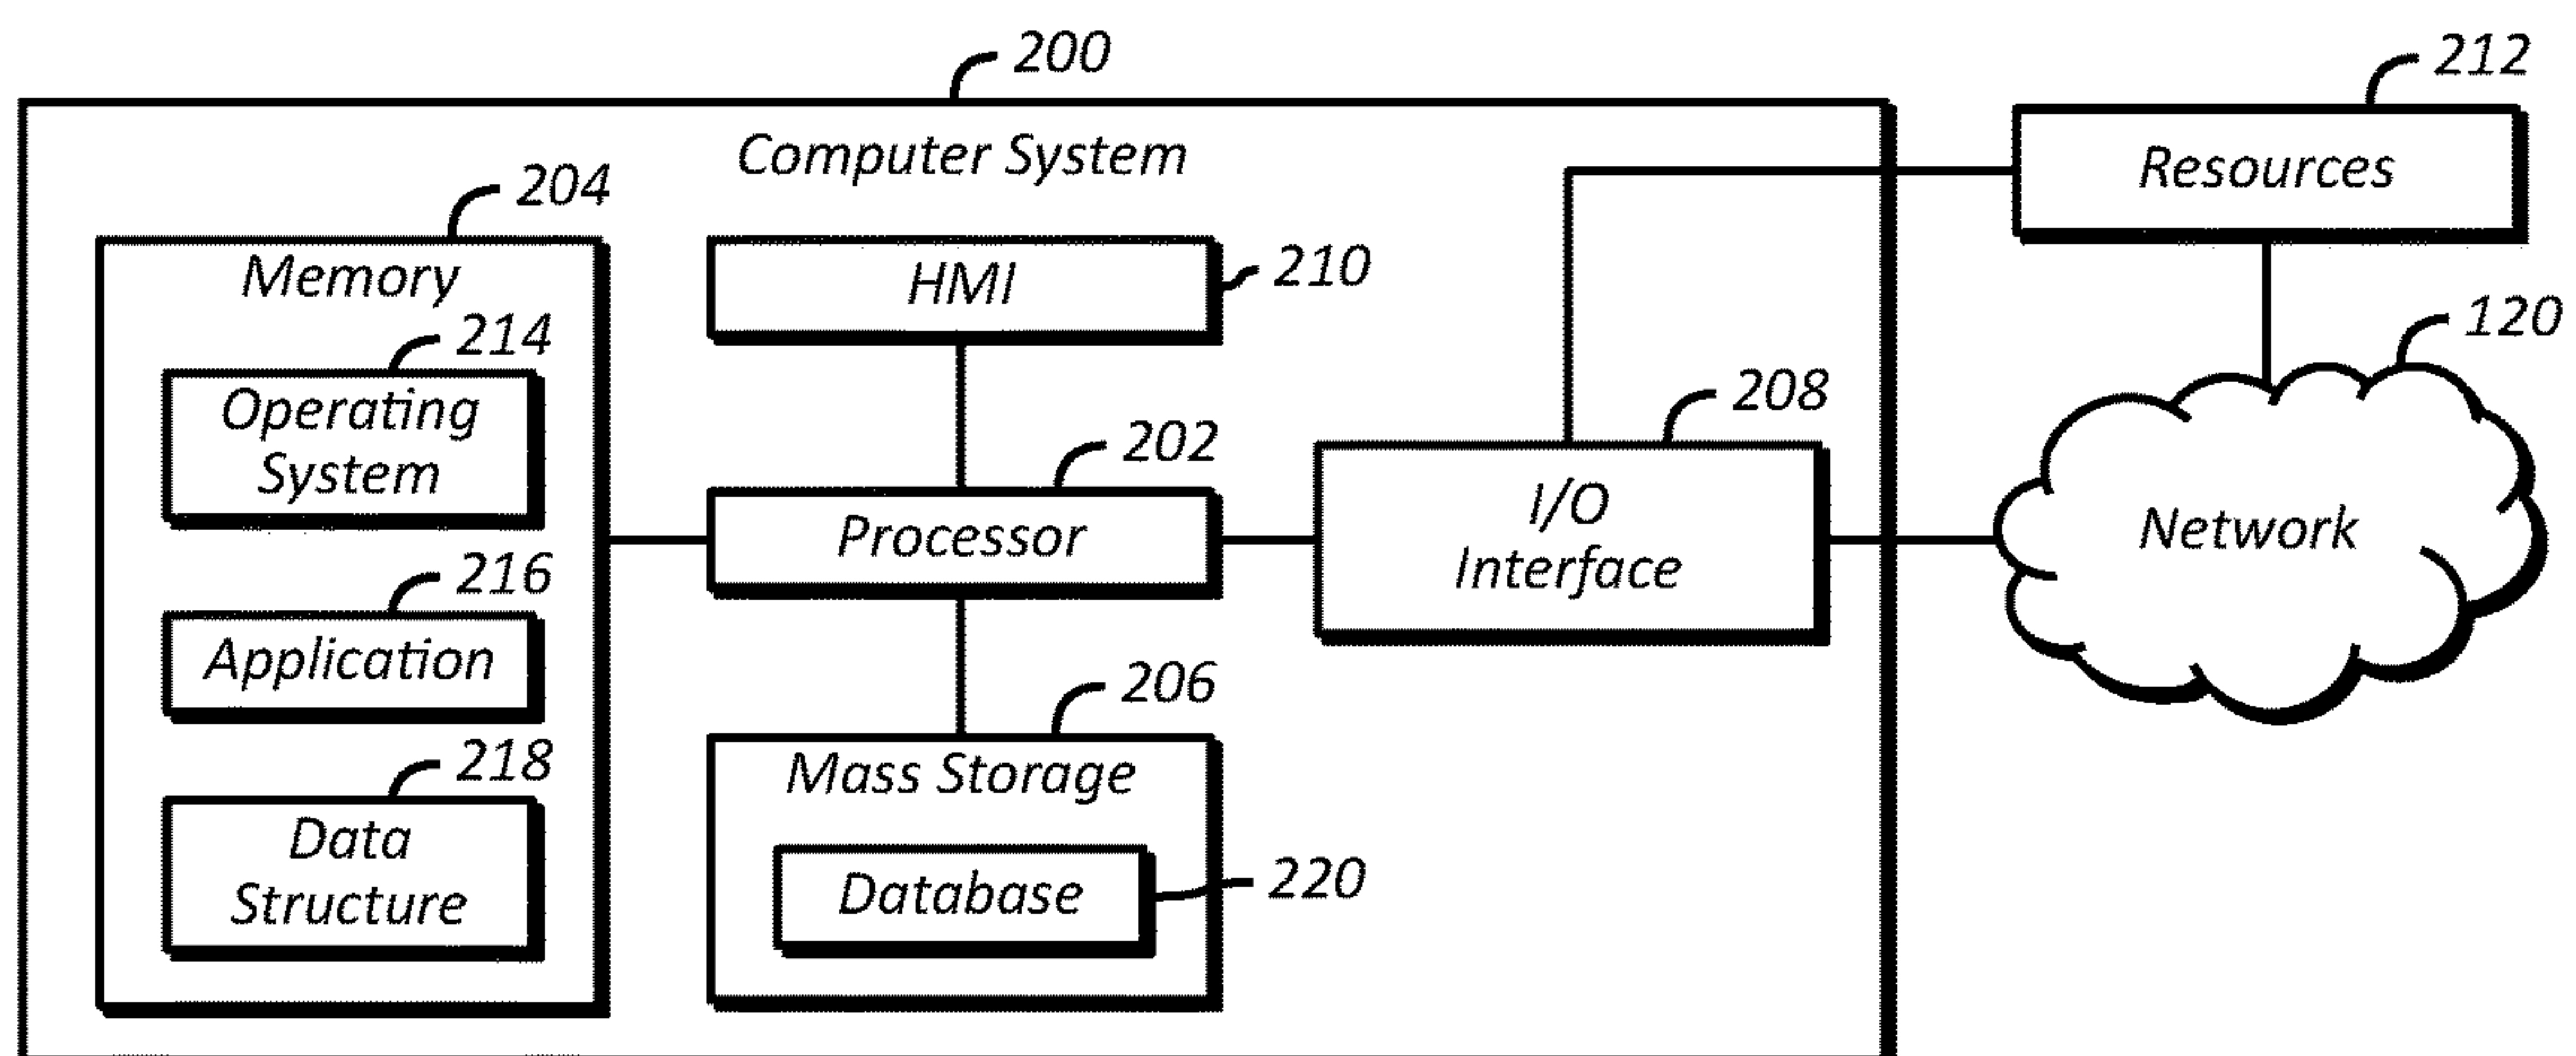 200
212
Computer System
Resources
204
Memory
HMI
210
214
120
Operating
System
208
202
I/O
Interface
Processor
Network
216
Application
206
Mass Storage
218
Data
Structure
Database
220